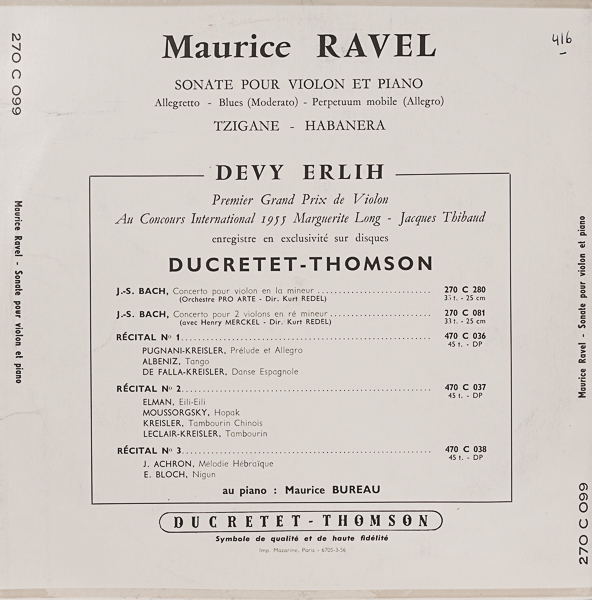 Maurice RAVEL
416
SONATE POUR VIOLON ET PIANO
Allegretto - Blues (Moderato) - Perpetuum mobile (Allegro)
TZIGANE - HABANERA
DEVY ERLIH
Premier Grand Prix de Violon
Au Concours International 1955 Marguerite Long - Jacques Thibaud
enregistre en exclusivité sur disques
DUCRETET-THOMSON
J.-S. BACH, Concerto pour violon en la mineur ........................ 270 C 280
(Orchestre PRO ARTE - Dir. Kurt REDEL) 33 t. - 25 cm
J.-S. BACH, Concerto pour 2 violons en ré mineur ..................... 270 C 081
(avec Henry MERCKEL - Dir. Kurt REDEL) 33 t. - 25 cm
RÉCITAL N° 1.................................................... 470 C 036
45 t. - DP
PUGNANI-KREISLER, Prélude et Allegro
ALBENIZ, Tango
DE FALLA-KREISLER, Danse Espagnole
RÉCITAL N° 2.................................................... 470 C 037
45 t. - DP
ELMAN, Eili-Eili
MOUSSORGSKY, Hopak
KREISLER, Tambourin Chinois
LECLAIR-KREISLER, Tambourin
RÉCITAL N° 3.................................................... 470 C 038
45 t. - DP
J. ACHRON, Mélodie Hébraïque
E. BLOCH, Nigun
au piano : Maurice BUREAU
DUCRETET-THOMSON
Symbole de qualité et de haute fidélité
Imp. Mazarine, Paris - 6705-3-56
270 C 099
Maurice Ravel - Sonate pour violon et piano
Maurice Ravel - Sonate pour violon et piano
270 C 099